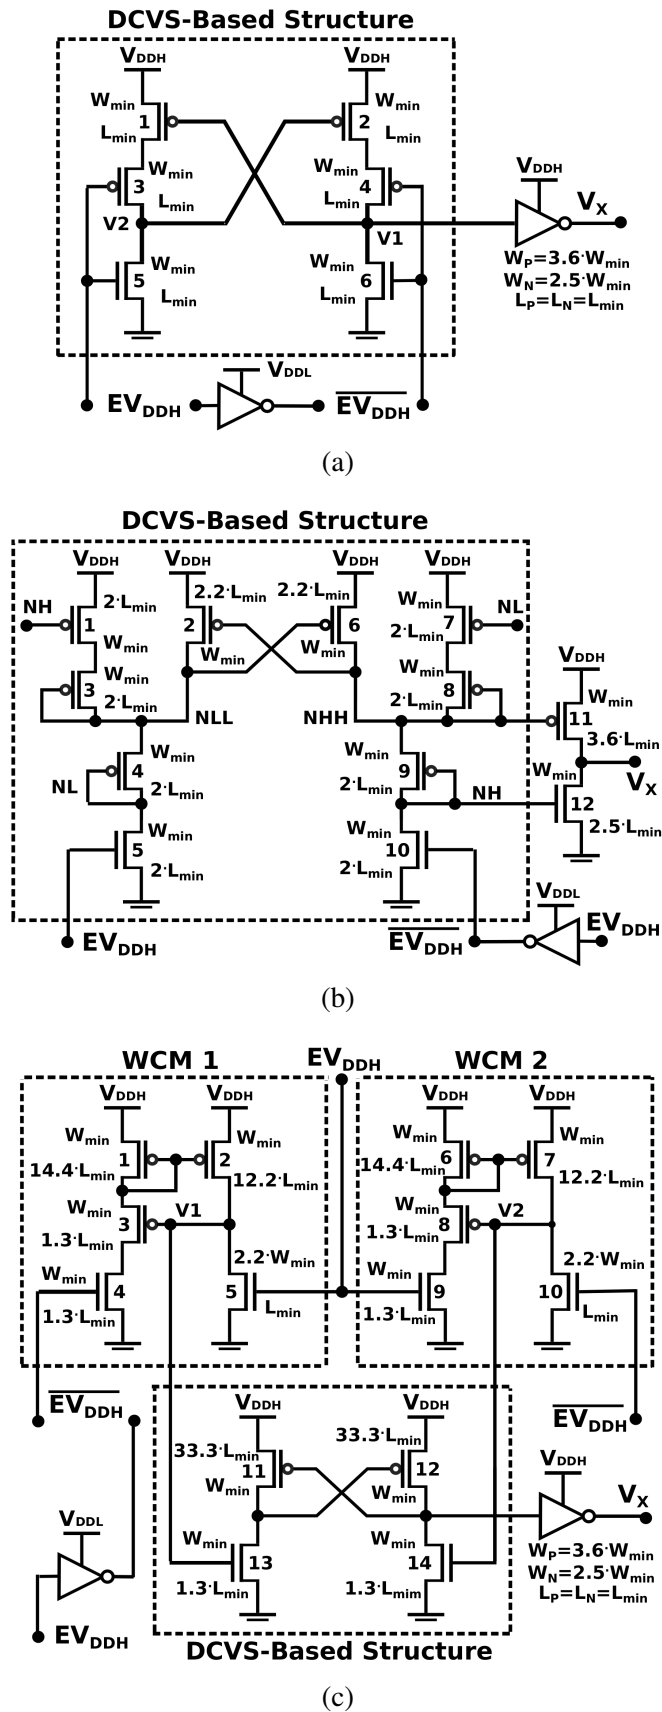 DCVS-Based Structure
VDDH VDDH
Wmin 1 Lmin Wmin 2 Lmin
VDDH
Wmin 3 Lmin Wmin 4 Lmin
VX
V2 V1
Wmin 5 Lmin Wmin 6 Lmin
WP=3.6·Wmin
WN=2.5·Wmin
LP=LN=Lmin
VDDL
EVDDH EVDDH
(a)
DCVS-Based Structure
VDDH VDDH VDDH VDDH
NH 1 2·Lmin Wmin
2.2·Lmin 2 Wmin
2.2·Lmin 6 Wmin
Wmin 7 2·Lmin NL
Wmin 3 2·Lmin
Wmin 8 2·Lmin
VDDH
NLL NHH
Wmin 11 3.6·Lmin
NL 4 Wmin 2·Lmin
Wmin 9 2·Lmin NH
VX
Wmin 12 2.5·Lmin
Wmin 5 2·Lmin
Wmin 10 2·Lmin
VDDL
EVDDH EVDDH EVDDH
(b)
WCM 1 EVDDH WCM 2
VDDH VDDH VDDH VDDH
Wmin 1 14.4·Lmin
Wmin 2 12.2·Lmin
Wmin 6 14.4·Lmin
Wmin 7 12.2·Lmin
Wmin 3 1.3·Lmin V1
Wmin 8 1.3·Lmin V2
Wmin 4 1.3·Lmin
2.2·Wmin 5 Lmin
Wmin 9 1.3·Lmin
2.2·Wmin 10 Lmin
EVDDH EVDDH
VDDH VDDH
33.3·Lmin 11 Wmin
33.3·Lmin 12 Wmin
VDDH
VX
VDDL
Wmin 13 1.3·Lmin
Wmin 14 1.3·Lmim
WP=3.6·Wmin
WN=2.5·Wmin
LP=LN=Lmin
EVDDH
DCVS-Based Structure
(c)